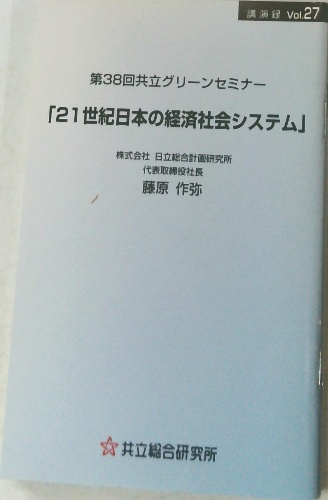 講演録 Vol.27
第38回共立グリーンセミナー
「21世紀日本の経済社会システム」
株式会社 日立総合計画研究所
代表取締役社長
藤原 作弥
共立総合研究所